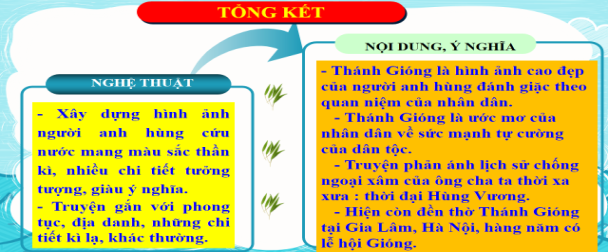 TỔNG KẾT
NGHỆ THUẬT
- Xây dựng hình ảnh
người anh hùng cứu
nước mang màu sắc thần
kì, nhiều chi tiết tưởng
tượng, giàu ý nghĩa.
- Truyện gắn với phong
tục, địa danh, những chi
tiết kì lạ, khác thường.
NỘI DUNG, Ý NGHĨA
- Thánh Gióng là hình ảnh cao đẹp
của người anh hùng đánh giặc theo
quan niệm của nhân dân.
- Thánh Gióng là ước mơ của
nhân dân về sức mạnh tự cường
của dân tộc.
- Truyện phản ánh lịch sử chống
ngoại xâm của ông cha ta thời xa
xưa : thời đại Hùng Vương.
- Hiện còn đền thờ Thánh Gióng
tại Gia Lâm, Hà Nội, hàng năm có
lễ hội Gióng.